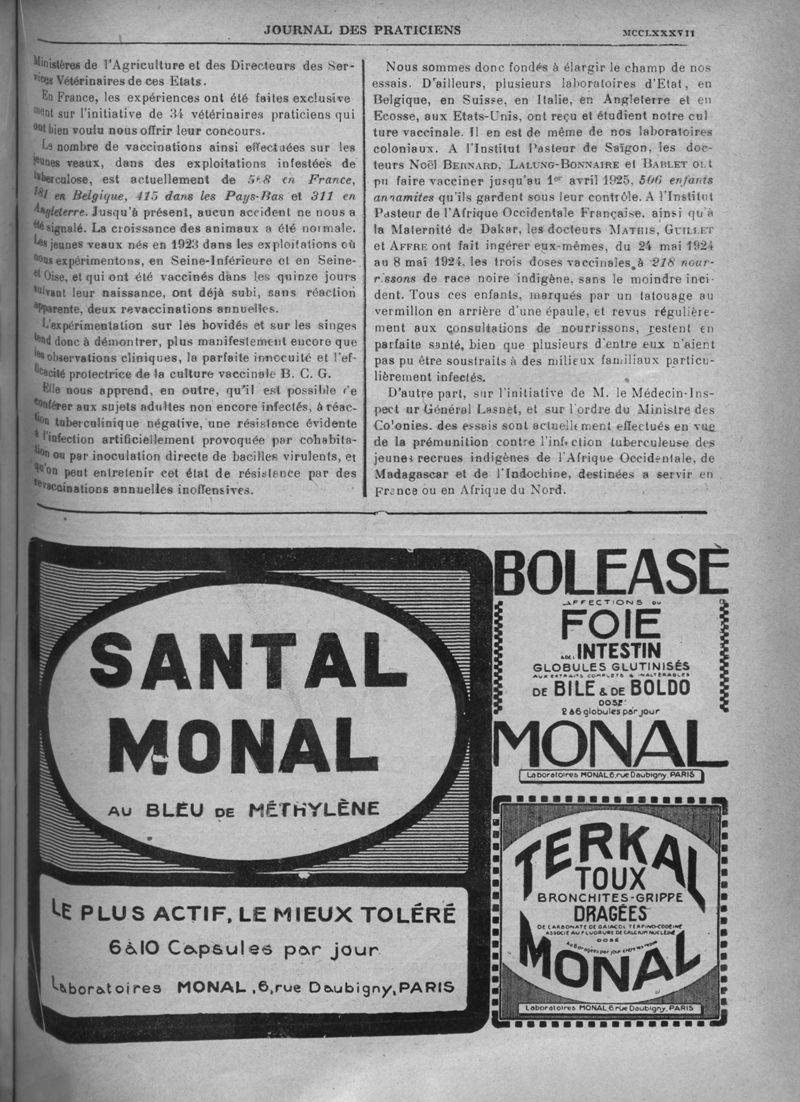 JOURNAL DES PRATICIENS
MCCLXXXVII
Ministères de l'Agriculture et des Directeurs des Ser-
vices Vétérinaires de ces Etats.
En France, les expériences ont été faites exclusive
ment sur l'initiative de 34 vétérinaires praticiens qui
ont bien voulu nous offrir leur concours.
Le nombre de vaccinations ainsi effectuées sur les
jeunes veaux, dans des exploitations infestées de
tuberculose, est actuellement de 5 8 en France,
181 en Belgique, 415 dans les Pays-Bas et 311 en
Angleterre. Jusqu'à présent, aucun accident ne nous a
été signalé. La croissance des animaux a été normale.
Les jeunes veaux nés en 1923 dans les exploitations où
nous expérimentons, en Seine-Inférieure et en Seine-
et Oise, et qui ont été vaccinés dans les quinze jours
suivant leur naissance, ont déjà subi, sans réaction
apparente, deux revaccinations annuelles.
L'expérimentation sur les bovidés et sur les singes
tend donc à démontrer, plus manifestement encore que
les observations cliniques, la parfaite innocuité et l'ef-
ficacité protectrice de la culture vaccinale B. C. G.
Elle nous apprend, en outre, qu'il est possible de
conférer aux sujets adultes non encore infectés, à réac-
tion tuberculinique négative, une résistance évidente
à l'infection artificiellement provoquée par cohabita-
tion ou par inoculation directe de bacilles virulents, et
qu'on peut entretenir cet état de résistance par des
revaccinations annuelles inoffensives.
Nous sommes donc fondés à élargir le champ de nos
essais. D'ailleurs, plusieurs laboratoires d'Etat, en
Belgique, en Suisse, en Italie, en Angleterre et en
Ecosse, aux Etats-Unis, ont reçu et étudient notre cul
ture vaccinale. Il en est de même de nos laboratoires
coloniaux. A l'Institut Pasteur de Saïgon, les doc-
teurs Noël BERNARD, LALUNG-BONNAIRE et BABLET ont
pu faire vacciner jusqu'au 1er avril 1925, 506 enfants
annamites qu'ils gardent sous leur contrôle. A l'Institut
Pasteur de l'Afrique Occidentale Française, ainsi qu'à
la Maternité de Dakar, les docteurs MATHIS, GUILLET
et AFFRE ont fait ingérer eux-mêmes, du 24 mai 1924
au 8 mai 1924, les trois doses vaccinales à 218 nour-
rissons de race noire indigène, sans le moindre inci-
dent. Tous ces enfants, marqués par un tatouage au
vermillon en arrière d'une épaule, et revus régulière-
ment aux consultations de nourrissons, restent en
parfaite santé, bien que plusieurs d'entre eux n'aient
pas pu être soustraits à des milieux familiaux particu-
lièrement infectés.
D'autre part, sur l'initiative de M. le Médecin-Ins-
pect ur Général Lasnet, et sur l'ordre du Ministre des
Colonies, des essais sont actuellement effectués en vue
de la prémunition contre l'infection tuberculeuse des
jeunes recrues indigènes de l'Afrique Occidentale, de
Madagascar et de l'Indochine, destinées a servir en
France ou en Afrique du Nord.
SANTAL
MONAL
AU BLEU DE MÉTHYLÈNE
LE PLUS ACTIF, LE MIEUX TOLÉRÉ
6 à 10 Capsules par jour
Laboratoires MONAL, 6, rue Daubigny, PARIS
BOLEASE
AFFECTIONS DU
FOIE
& DE L'INTESTIN
GLOBULES GLUTINISÉS
AUX EXTRAITS COMPLETS & INALTÉRABLES
DE BILE & DE BOLDO
DOSE:
2 à 6 globules par jour
MONAL
Laboratoires MONAL 6, rue Daubigny, PARIS
TERKAL
TOUX
BRONCHITES-GRIPPE
DRAGÉES
DE CARBONATE DE GAIACOL TERPINO-CODÉINE
ASSOCIÉ AU FLUORURE DE CALCIUM NUCLÉINÉ
DOSE
MONAL
Laboratoires MONAL 6 rue Daubigny, PARIS